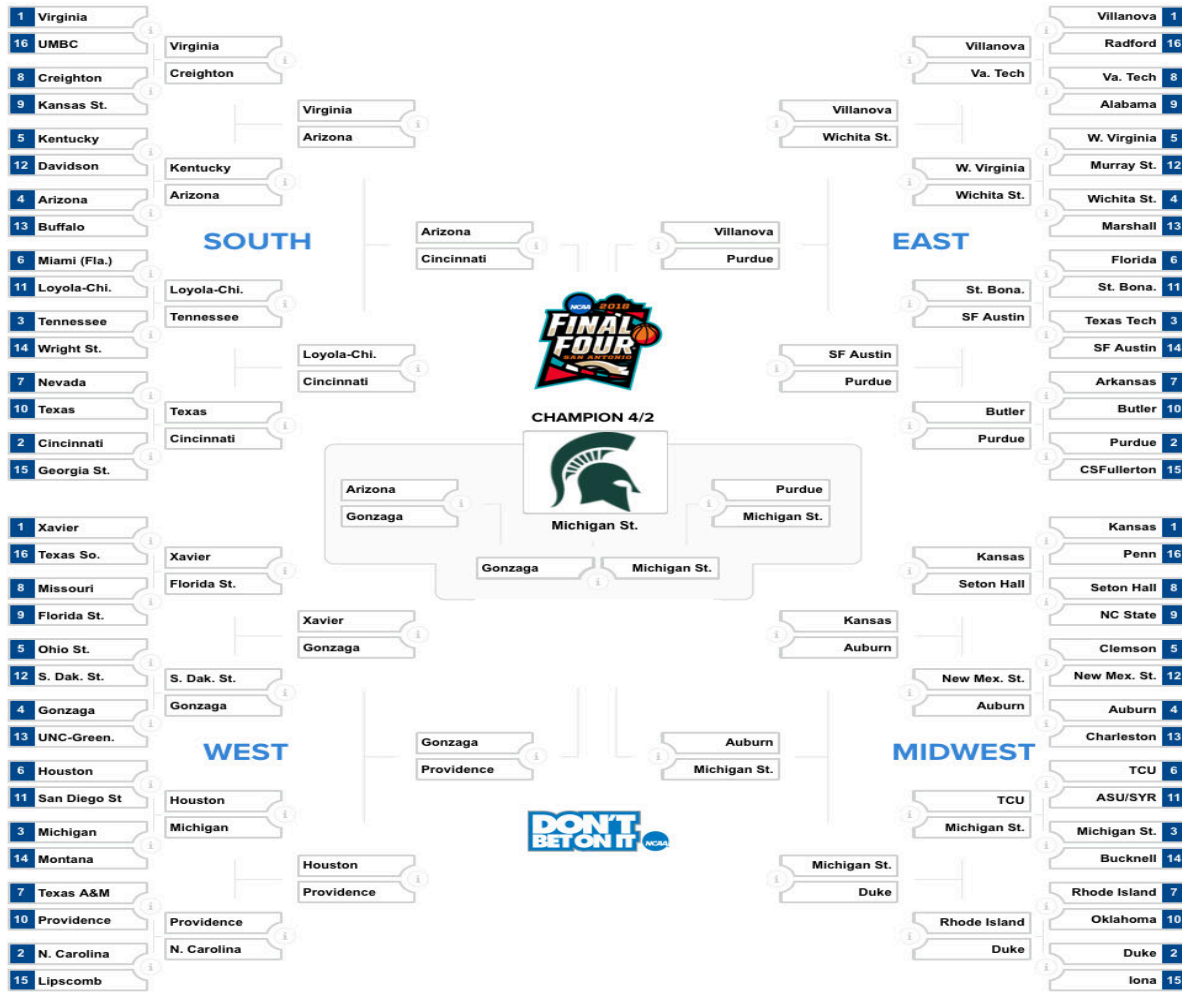 1 Virginia
16 UMBC
8 Creighton
9 Kansas St.
5 Kentucky
12 Davidson
4 Arizona
13 Buffalo
6 Miami (Fla.)
11 Loyola-Chi.
3 Tennessee
14 Wright St.
7 Nevada
10 Texas
2 Cincinnati
15 Georgia St.
Virginia
Creighton
Kentucky
Arizona
Loyola-Chi.
Tennessee
Texas
Cincinnati
Virginia
Arizona
Loyola-Chi.
Cincinnati
Arizona
Cincinnati
SOUTH
1 Xavier
16 Texas So.
8 Missouri
9 Florida St.
5 Ohio St.
12 S. Dak. St.
4 Gonzaga
13 UNC-Green.
6 Houston
11 San Diego St
3 Michigan
14 Montana
7 Texas A&M
10 Providence
2 N. Carolina
15 Lipscomb
Xavier
Florida St.
S. Dak. St.
Gonzaga
Houston
Michigan
Providence
N. Carolina
Xavier
Gonzaga
Houston
Providence
Gonzaga
Providence
WEST
NCAA 2018
FINAL
FOUR
SAN ANTONIO
CHAMPION 4/2
Michigan St.
Arizona
Gonzaga
Purdue
Michigan St.
Gonzaga
Michigan St.
DON'T
BET ON IT NCAA
Villanova
Purdue
Villanova
Wichita St.
SF Austin
Purdue
Villanova
Va. Tech
W. Virginia
Wichita St.
St. Bona.
SF Austin
Butler
Purdue
EAST
Villanova 1
Radford 16
Va. Tech 8
Alabama 9
W. Virginia 5
Murray St. 12
Wichita St. 4
Marshall 13
Florida 6
St. Bona. 11
Texas Tech 3
SF Austin 14
Arkansas 7
Butler 10
Purdue 2
CSFullerton 15
Auburn
Michigan St.
Kansas
Auburn
Michigan St.
Duke
Kansas
Seton Hall
New Mex. St.
Auburn
TCU
Michigan St.
Rhode Island
Duke
MIDWEST
Kansas 1
Penn 16
Seton Hall 8
NC State 9
Clemson 5
New Mex. St. 12
Auburn 4
Charleston 13
TCU 6
ASU/SYR 11
Michigan St. 3
Bucknell 14
Rhode Island 7
Oklahoma 10
Duke 2
Iona 15